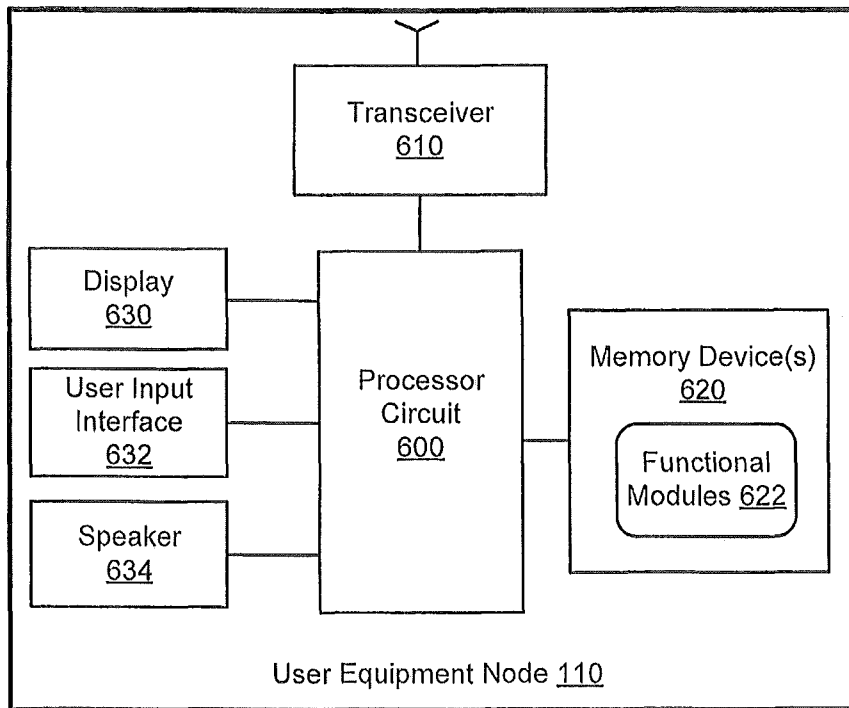 Transceiver
610
Display
630
User Input
Interface
632
Speaker
634
Processor
Circuit
600
Memory Device(s)
620
Functional
Modules 622
User Equipment Node 110